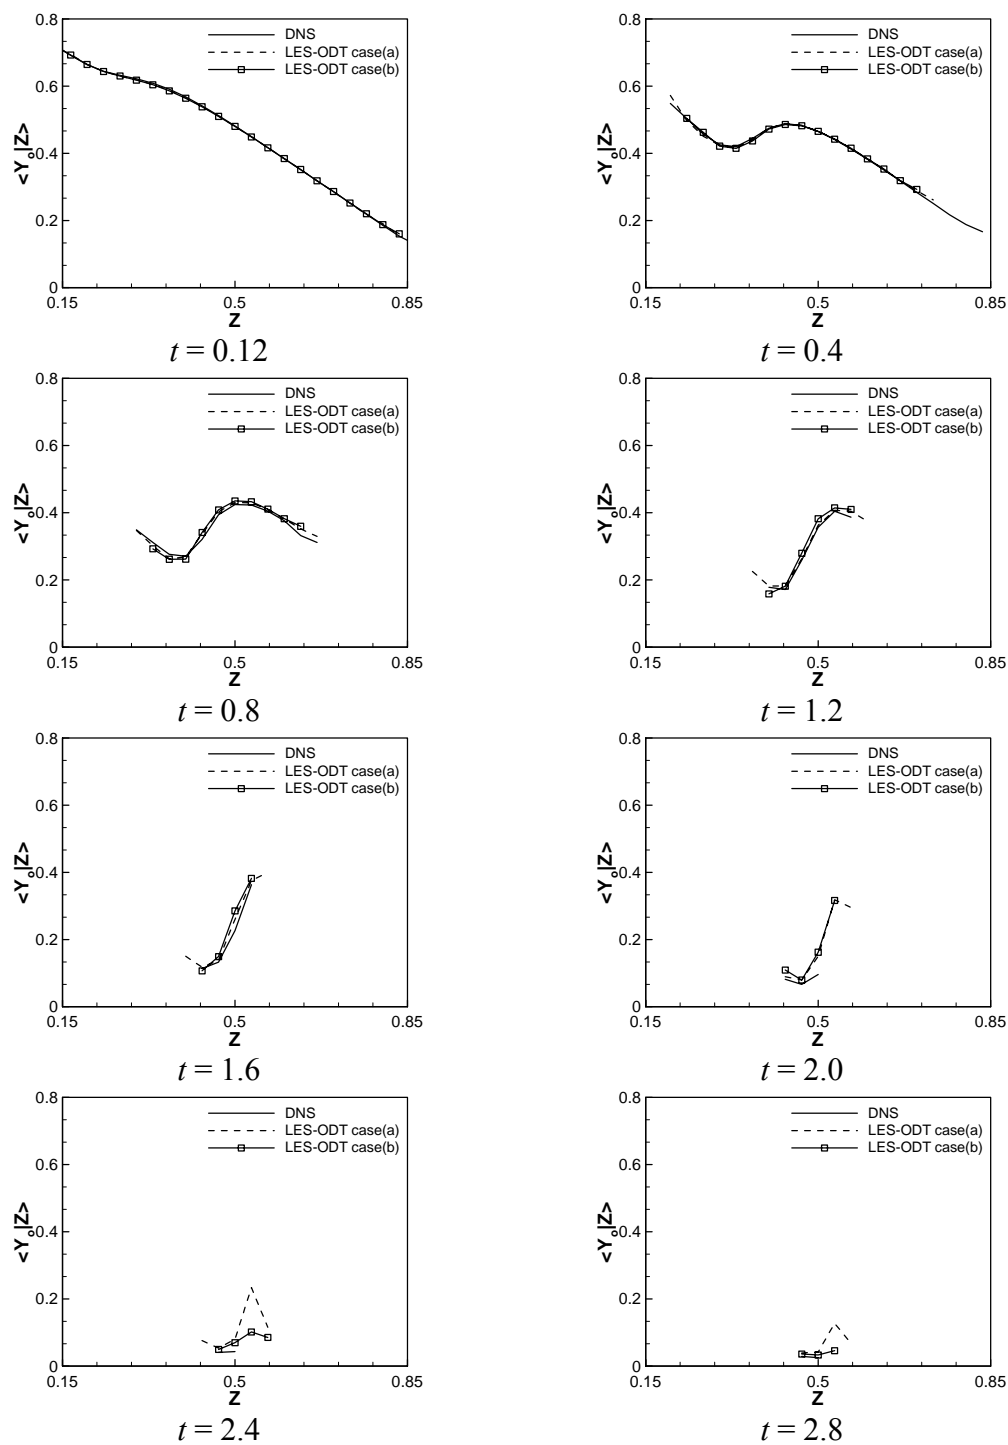 0.8
DNS
LES-ODT case(a)
LES-ODT case(b)
0.6
<Yₒ|Z>
0.4
0.2
0
0.15
0.5
0.85
Z
t = 0.12
0.8
DNS
LES-ODT case(a)
LES-ODT case(b)
0.6
<Yₒ|Z>
0.4
0.2
0
0.15
0.5
0.85
Z
t = 0.4
0.8
DNS
LES-ODT case(a)
LES-ODT case(b)
0.6
<Yₒ|Z>
0.4
0.2
0
0.15
0.5
0.85
Z
t = 0.8
0.8
DNS
LES-ODT case(a)
LES-ODT case(b)
0.6
<Yₒ|Z>
0.4
0.2
0
0.15
0.5
0.85
Z
t = 1.2
0.8
DNS
LES-ODT case(a)
LES-ODT case(b)
0.6
<Yₒ|Z>
0.4
0.2
0
0.15
0.5
0.85
Z
t = 1.6
0.8
DNS
LES-ODT case(a)
LES-ODT case(b)
0.6
<Yₒ|Z>
0.4
0.2
0
0.15
0.5
0.85
Z
t = 2.0
0.8
DNS
LES-ODT case(a)
LES-ODT case(b)
0.6
<Yₒ|Z>
0.4
0.2
0
0.15
0.5
0.85
Z
t = 2.4
0.8
DNS
LES-ODT case(a)
LES-ODT case(b)
0.6
<Yₒ|Z>
0.4
0.2
0
0.15
0.5
0.85
Z
t = 2.8